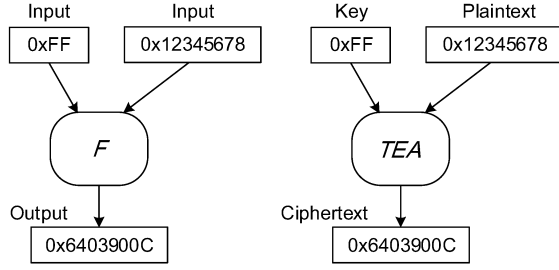 Input Input Key Plaintext
0xFF 0x12345678 0xFF 0x12345678
F TEA
Output Ciphertext
0x6403900C 0x6403900C